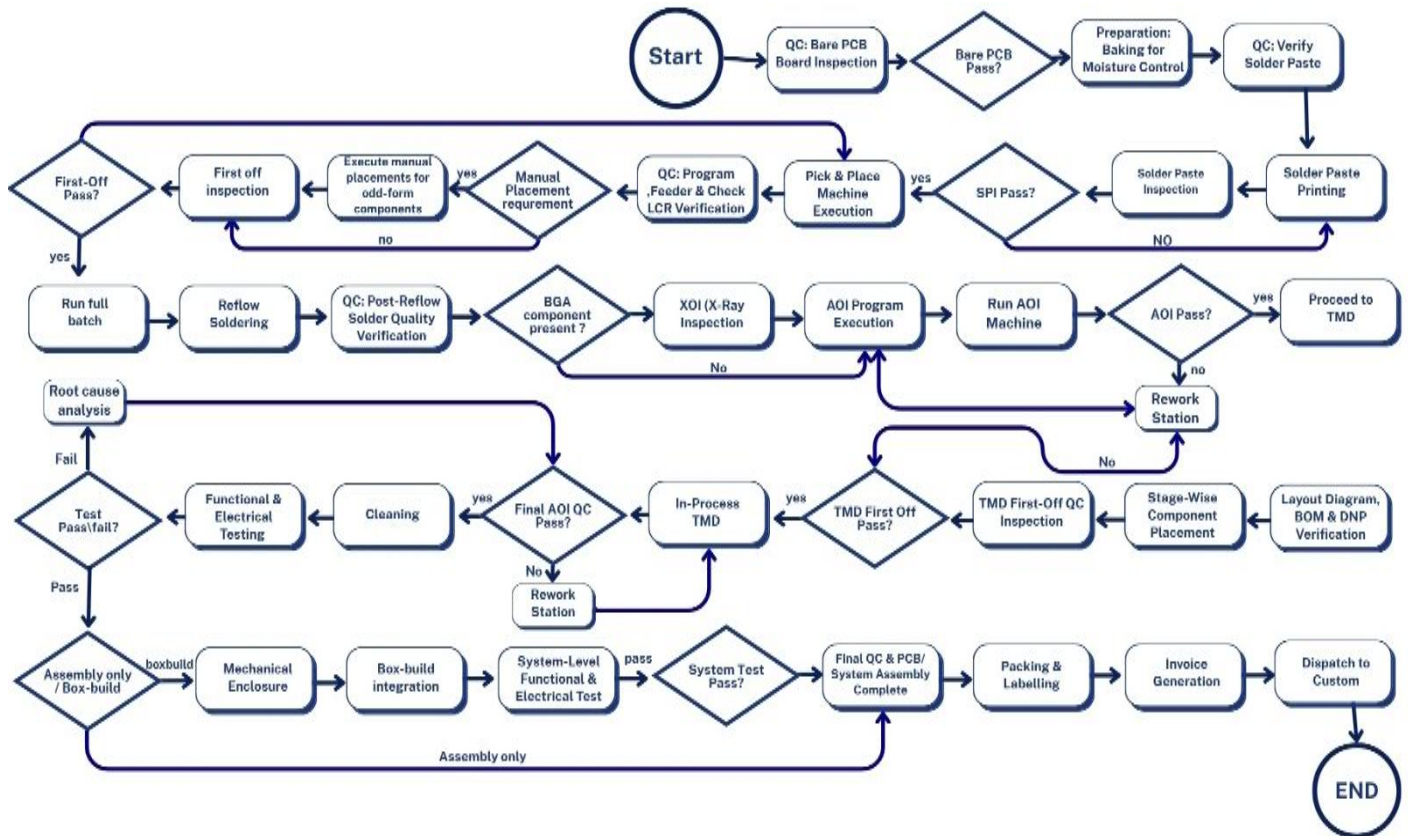 Start
QC: Bare PCB
Board Inspection
Bare PCB
Pass?
Preparation:
Baking for
Moisture Control
QC: Verify
Solder Paste
Solder Paste
Printing
Solder Paste
Inspection
SPI Pass?
NO
yes
Pick & Place
Machine
Execution
QC: Program
,Feeder & Check
LCR Verification
Manual
Placement
requrement
yes
no
Execute manual
placements for
odd-form
components
First off
inspection
First-Off
Pass?
yes
Run full
batch
Reflow
Soldering
QC: Post-Reflow
Solder Quality
Verification
BGA
component
present ?
No
XOI (X-Ray
Inspection
AOI Program
Execution
Run AOI
Machine
AOI Pass?
yes
no
Proceed to
TMD
Rework
Station
No
Layout Diagram,
BOM & DNP
Verification
Stage-Wise
Component
Placement
TMD First-Off QC
Inspection
TMD First Off
Pass?
yes
In-Process
TMD
Final AOI QC
Pass?
No
Rework
Station
yes
Cleaning
Functional &
Electrical
Testing
Test
Pass\fail?
Fail
Root cause
analysis
Pass
Assembly only
/ Box-build
boxbuild
Assembly only
Mechanical
Enclosure
Box-build
integration
System-Level
Functional &
Electrical Test
pass
System Test
Pass?
Final QC & PCB/
System Assembly
Complete
Packing &
Labelling
Invoice
Generation
Dispatch to
Custom
END